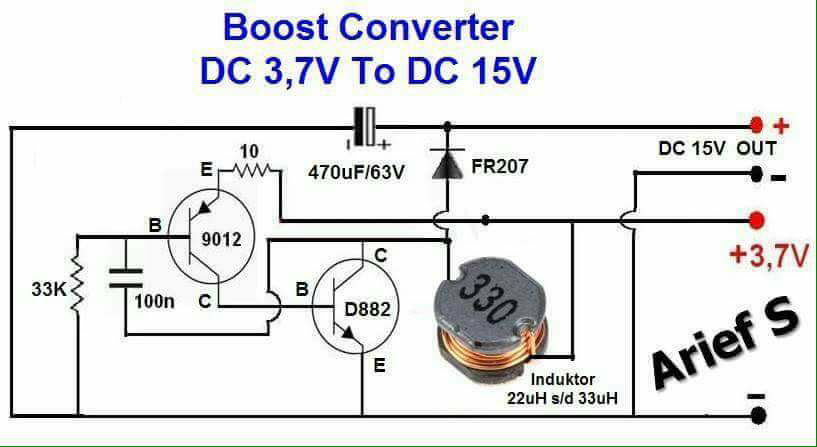 Boost Converter
DC 3,7V To DC 15V
+
DC 15V OUT
-
470uF/63V
- +
FR207
E
10
B
9012
C
33K
100n
+3,7V
C
B
D882
E
330
Induktor
22uH s/d 33uH
Arief S
-